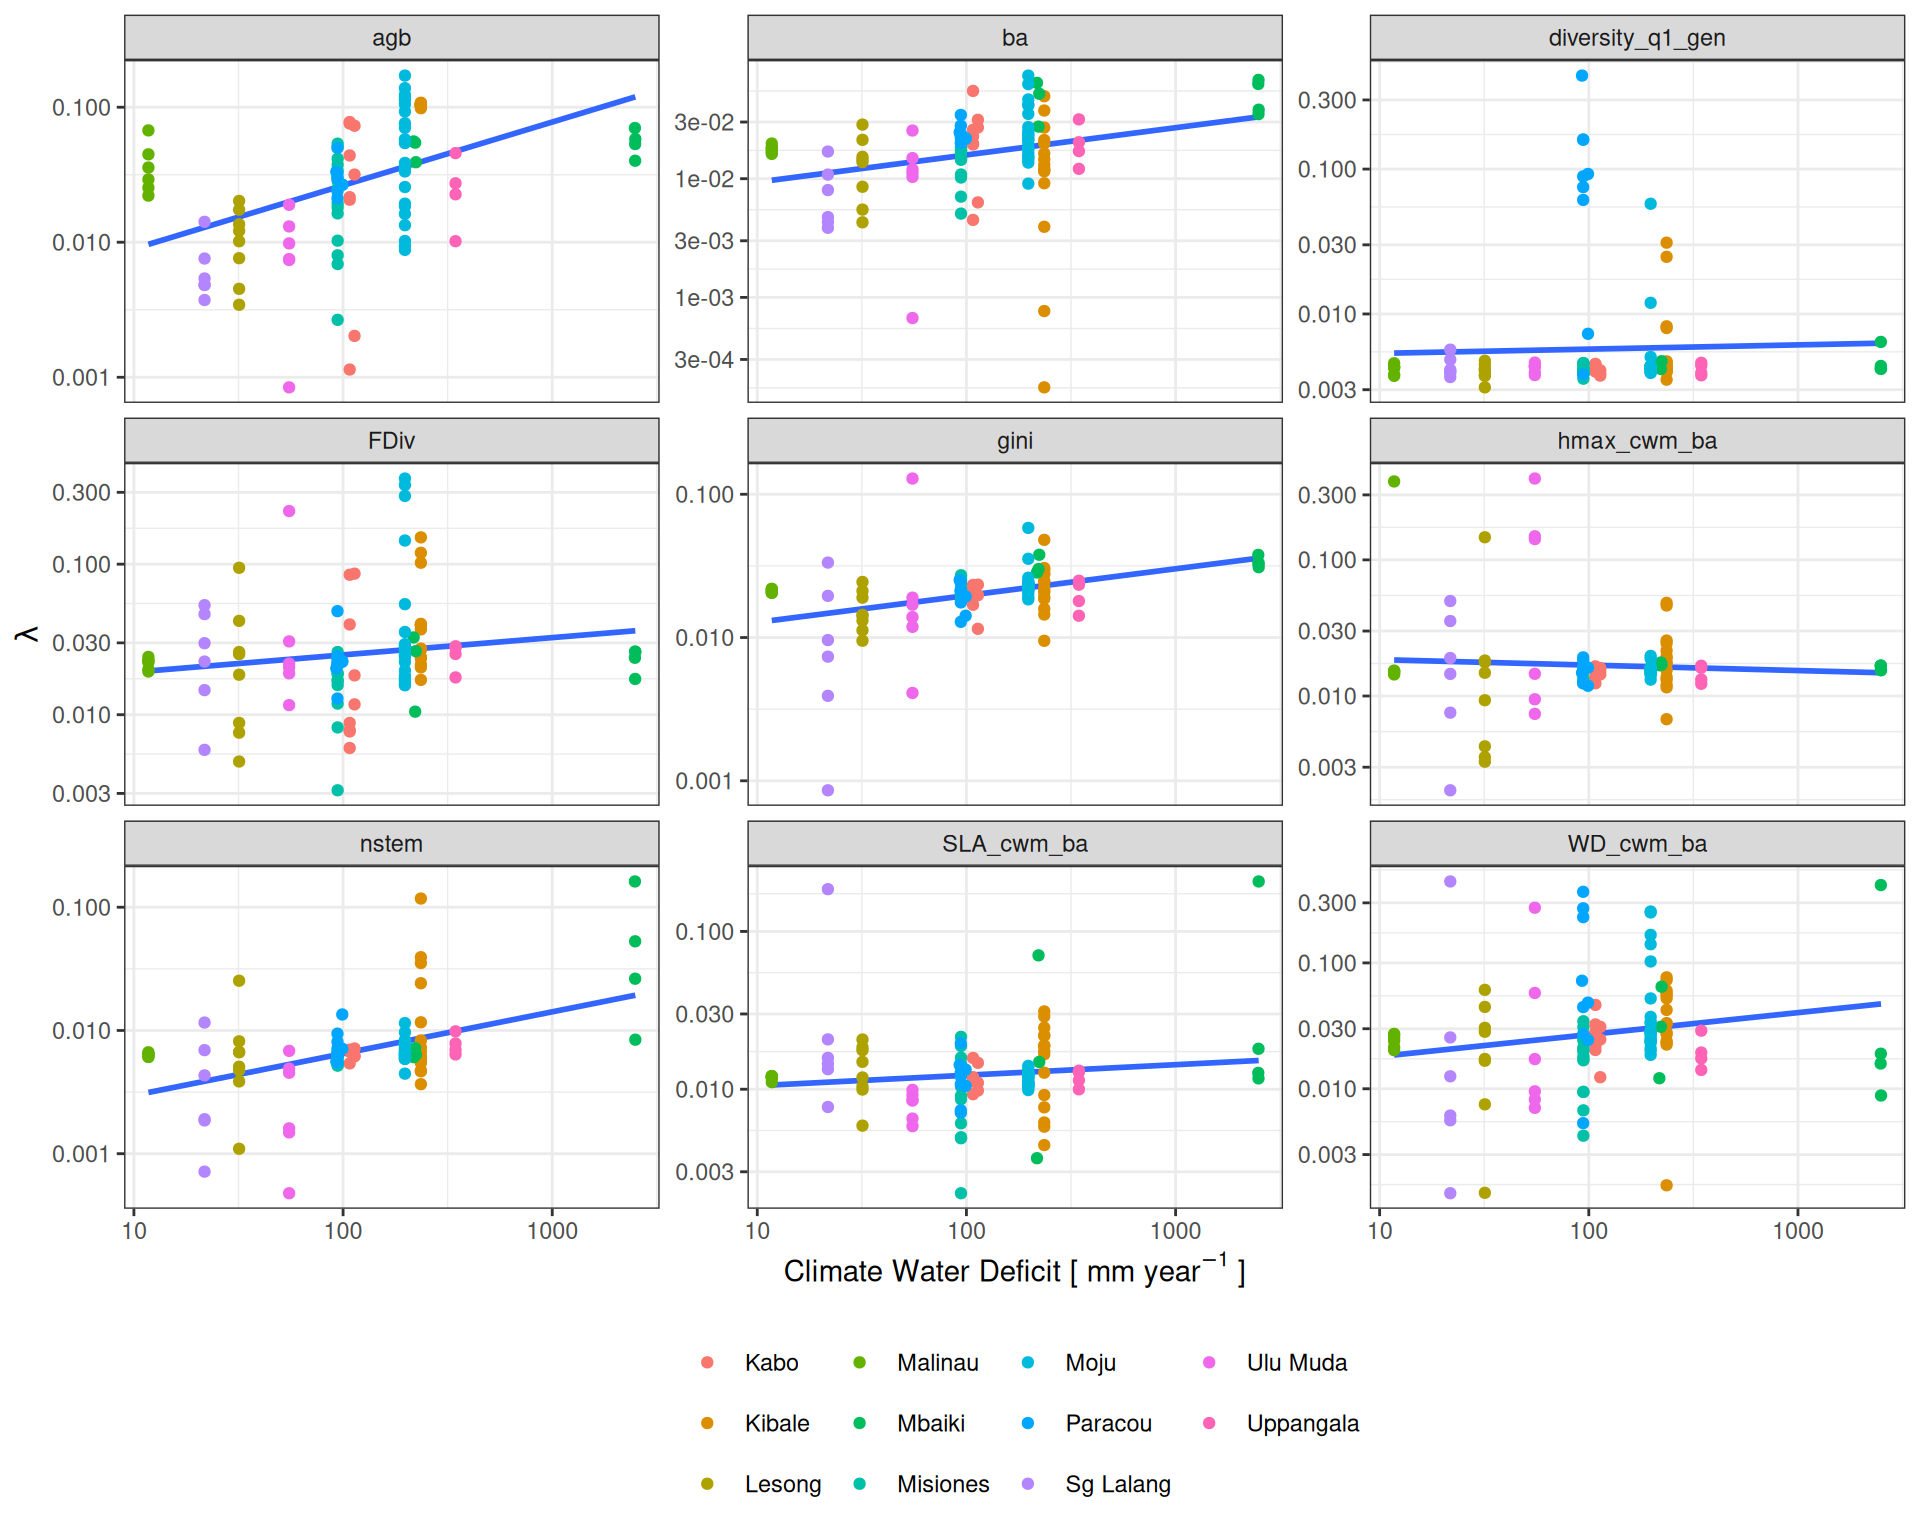 agb ba diversity_q1_gen
0.100
0.010
0.001
3e-02
1e-02
3e-03
1e-03
3e-04
0.300
0.100
0.030
0.010
0.003
FDiv gini hmax_cwm_ba
0.300
0.100
0.030
0.010
0.003
0.100
0.010
0.001
0.300
0.100
0.030
0.010
0.003
λ
nstem SLA_cwm_ba WD_cwm_ba
0.100
0.010
0.001
0.100
0.030
0.010
0.003
0.300
0.100
0.030
0.010
0.003
10 100 1000 10 100 1000 10 100 1000
Climate Water Deficit [ mm year⁻¹ ]
Kabo Malinau Moju Ulu Muda
Kibale Mbaiki Paracou Uppangala
Lesong Misiones Sg Lalang